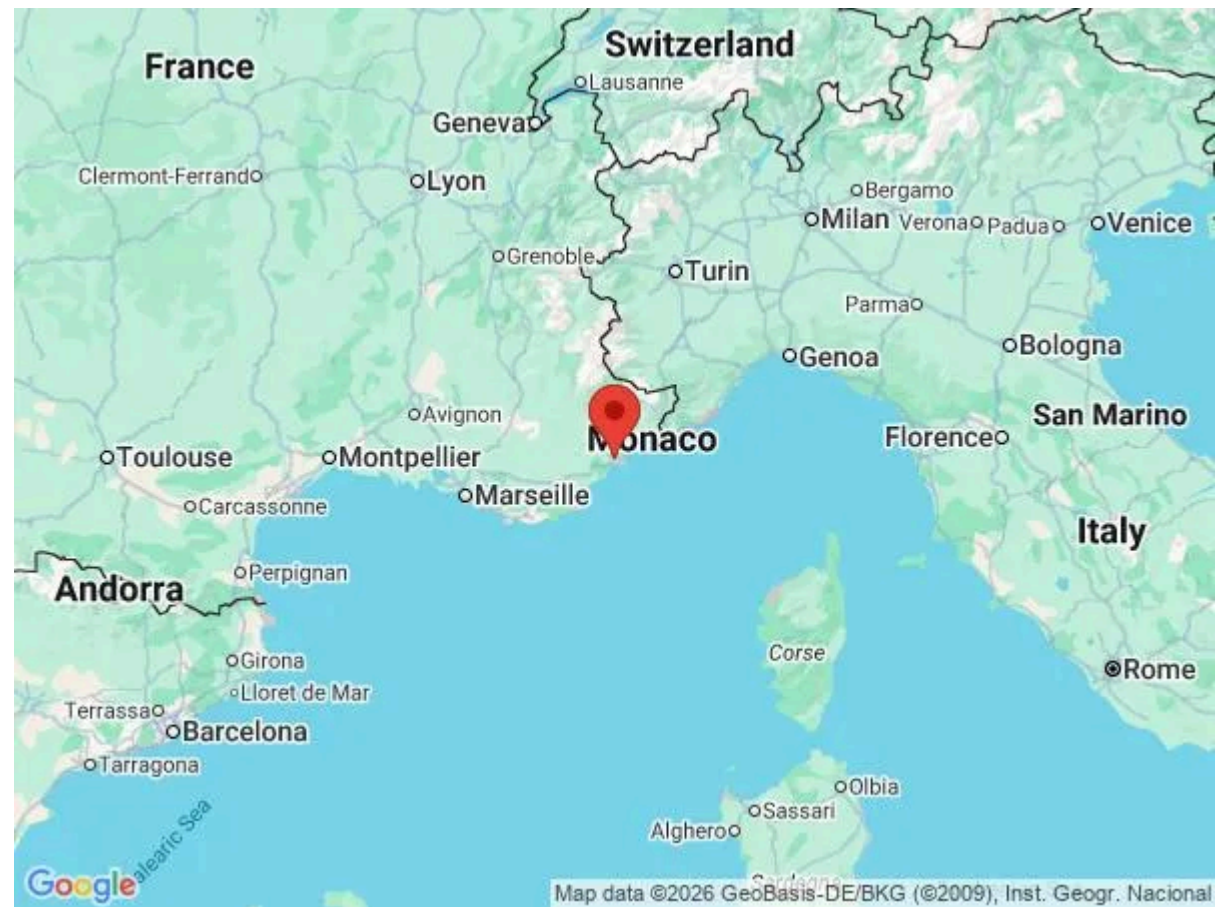 Switzerland
France
Lausanne
Geneva
Clermont-Ferrand
Lyon
Bergamo
Milan
Verona
Padua
Venice
Grenoble
Turin
Parma
Genoa
Bologna
Avignon
San Marino
Monaco
Florence
Toulouse
Montpellier
Marseille
Carcassonne
Italy
Perpignan
Andorra
Corse
Girona
Rome
Lloret de Mar
Terrassa
Barcelona
Tarragona
Olbia
Sassari
Alghero
alearic Sea
Google
Map data ©2026 GeoBasis-DE/BKG (©2009), Inst. Geogr. Nacional